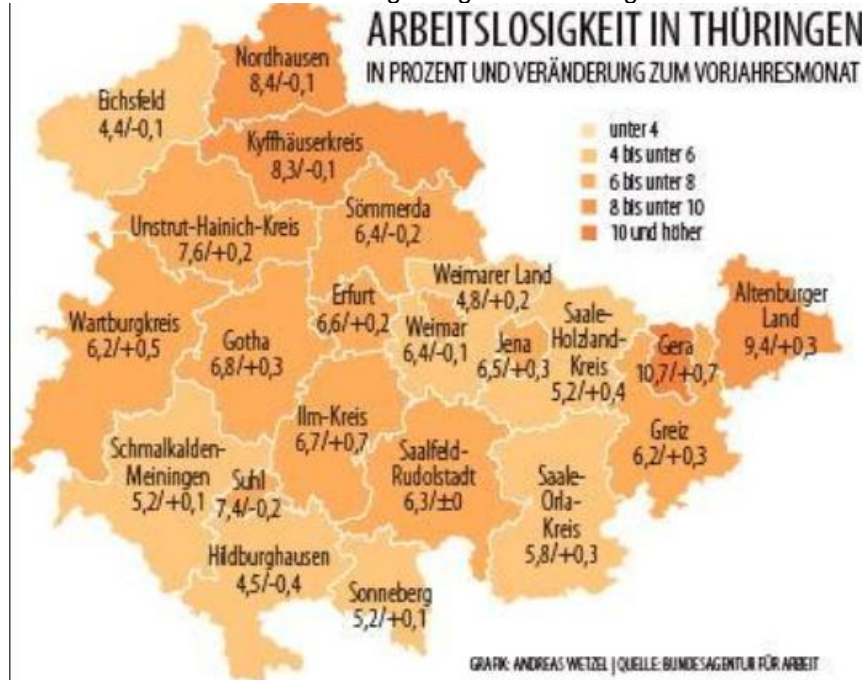 ARBEITSLOSIGKEIT IN THÜRINGEN
IN PROZENT UND VERÄNDERUNG ZUM VORJAHRESMONAT
unter 4
4 bis unter 6
6 bis unter 8
8 bis unter 10
10 und höher
Nordhausen
8,4/-0,1
Eichsfeld
4,4/-0,1
Kyffhäuserkreis
8,3/-0,1
Unstrut-Hainich-Kreis
7,6/+0,2
Sömmerda
6,4/-0,2
Weimarer Land
4,8/+0,2
Wartburgkreis
6,2/+0,5
Gotha
6,8/+0,3
Erfurt
6,6/+0,2
Weimar
6,4/-0,1
Jena
6,5/+0,3
Saale-
Holzland-
Kreis
5,2/+0,4
Gera
10,7/+0,7
Altenburger
Land
9,4/+0,3
Greiz
6,2/+0,3
Ilm-Kreis
6,7/+0,7
Saalfeld-
Rudolstadt
6,3/±0
Saale-
Orla-
Kreis
5,8/+0,3
Schmalkalden-
Meiningen
5,2/+0,1
Suhl
7,4/-0,2
Hildburghausen
4,5/-0,4
Sonneberg
5,2/+0,1
GRAFIK: ANDREAS WETZEL | QUELLE: BUNDESAGENTUR FÜR ARBEIT